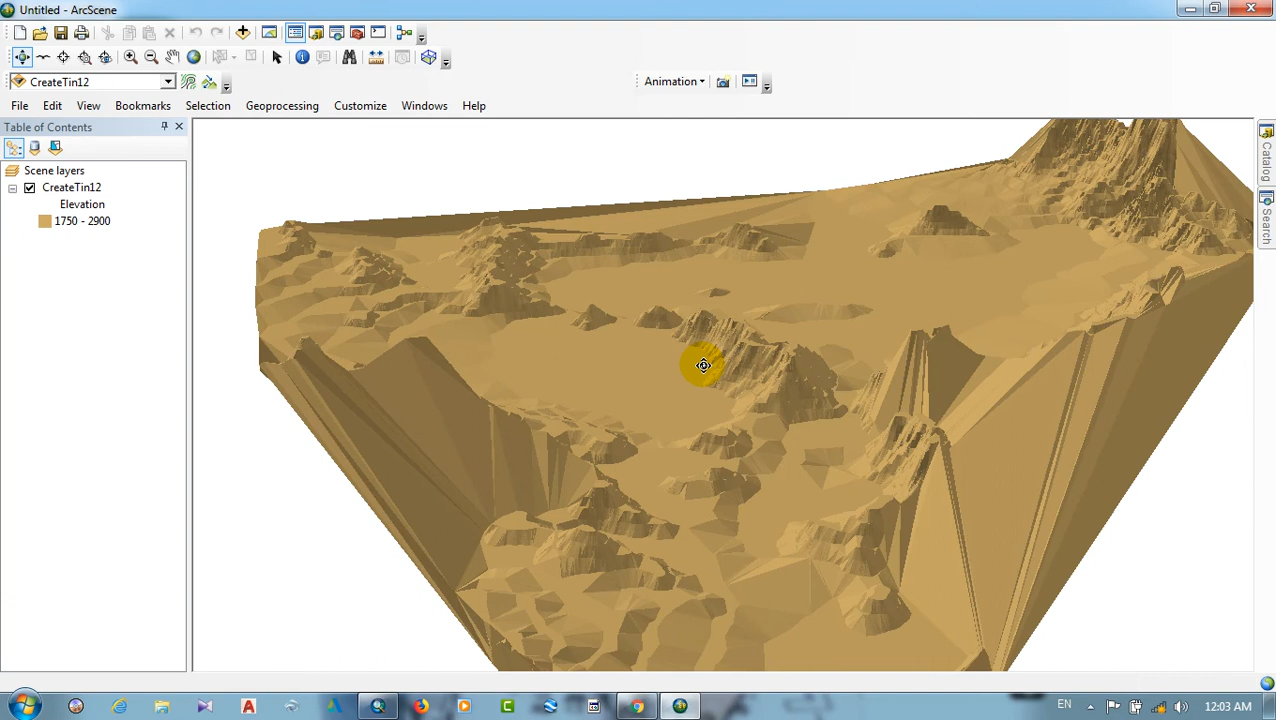 Untitled - ArcScene
CreateTin12
Animation
File Edit View Bookmarks Selection Geoprocessing Customize Windows Help
Table of Contents
Scene layers
CreateTin12
Elevation
1750 - 2900
Catalog
Search
EN
12:03 AM